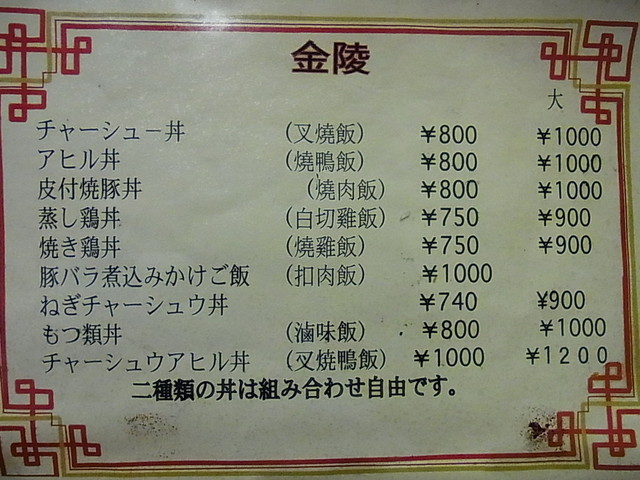 金陵
大
チャーシュー丼 (叉燒飯) ¥800 ¥1000
アヒル丼 (燒鴨飯) ¥800 ¥1000
皮付焼豚丼 (燒肉飯) ¥800 ¥1000
蒸し鶏丼 (白切雞飯) ¥750 ¥900
焼き鶏丼 (燒雞飯) ¥750 ¥900
豚バラ煮込みかけご飯 (扣肉飯) ¥1000
ねぎチャーシュウ丼 ¥740 ¥900
もつ類丼 (滷味飯) ¥800 ¥1000
チャーシュウアヒル丼 (叉焼鴨飯) ¥1000 ¥1200
二種類の丼は組み合わせ自由です。